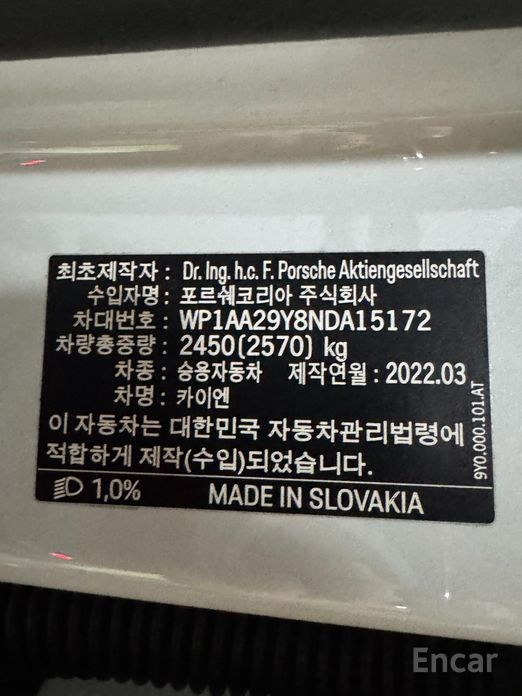 최초제작자 : Dr. Ing. h.c. F. Porsche Aktiengesellschaft
수입자명 : 포르쉐코리아 주식회사
차대번호 : WP1AA29Y8NDA15172
차량총중량 : 2450(2570) kg
차종 : 승용자동차 제작연월 : 2022.03
차명 : 카이엔
이 자동차는 대한민국 자동차관리법령에
적합하게 제작(수입)되었습니다.
1,0% MADE IN SLOVAKIA
9Y0.000.101.AT
Encar